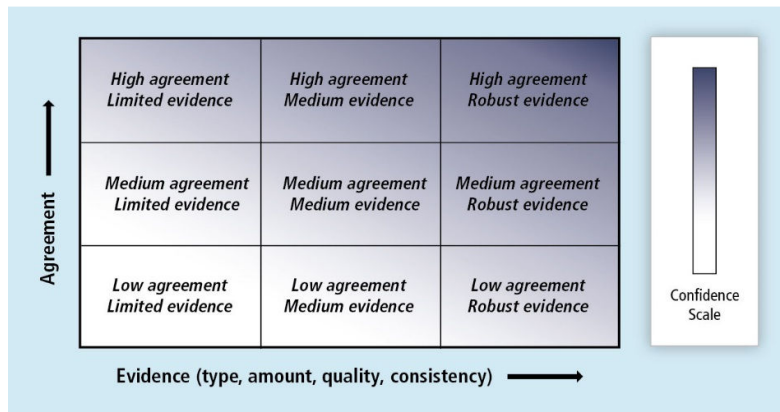 High agreement
Limited evidence
High agreement
Medium evidence
High agreement
Robust evidence
Medium agreement
Limited evidence
Medium agreement
Medium evidence
Medium agreement
Robust evidence
Low agreement
Limited evidence
Low agreement
Medium evidence
Low agreement
Robust evidence
Agreement
Evidence (type, amount, quality, consistency)
Confidence
Scale